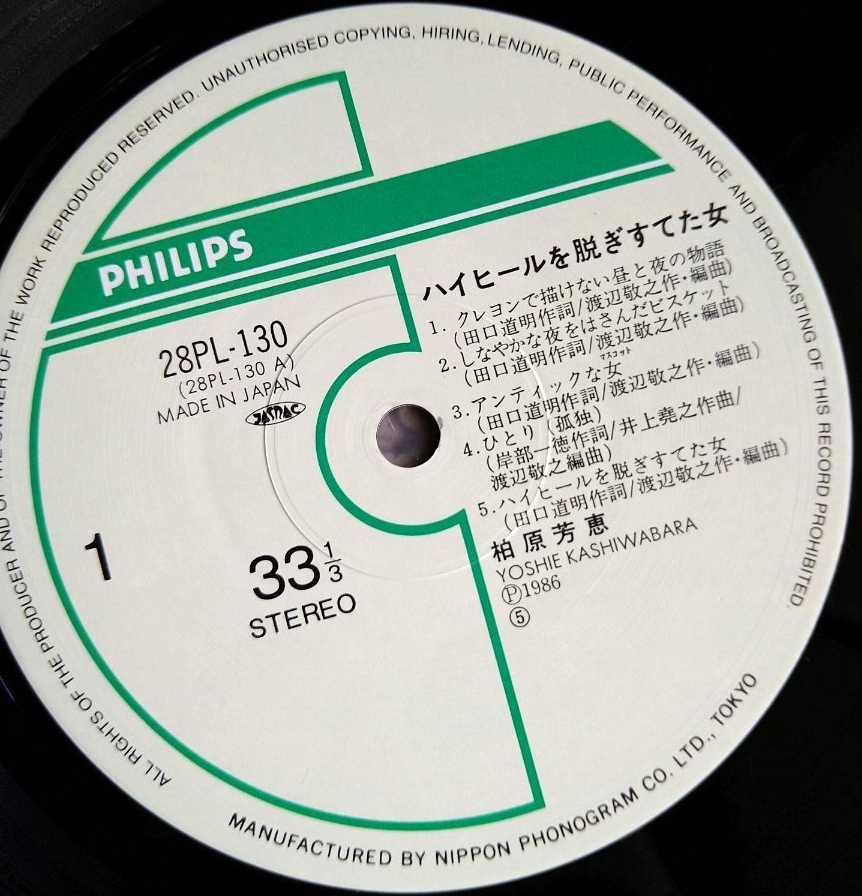 ALL RIGHTS OF THE PRODUCER AND OF THE OWNER OF THE WORK REPRODUCED RESERVED. UNAUTHORISED COPYING, HIRING, LENDING, PUBLIC PERFORMANCE AND BROADCASTING OF THIS RECORD PROHIBITED.
PHILIPS
28PL-130
(28PL-130 A)
MADE IN JAPAN
JASRAC
1
33 1/3
STEREO
ハイヒールを脱ぎすてた女
1. クレヨンで描けない昼と夜の物語
(田口道明作詞/渡辺敬之作・編曲)
2. しなやかな夜をはさんだビスケット
(田口道明作詞/渡辺敬之作・編曲)
マスコット
3. アンティックな女
(田口道明作詞/渡辺敬之作・編曲)
4. ひとり(孤独)
(岸部一徳作詞/井上堯之作曲/
渡辺敬之編曲)
5. ハイヒールを脱ぎすてた女
(田口道明作詞/渡辺敬之作・編曲)
柏原芳恵
YOSHIE KASHIWABARA
Ⓟ1986
⑤
MANUFACTURED BY NIPPON PHONOGRAM CO. LTD., TOKYO